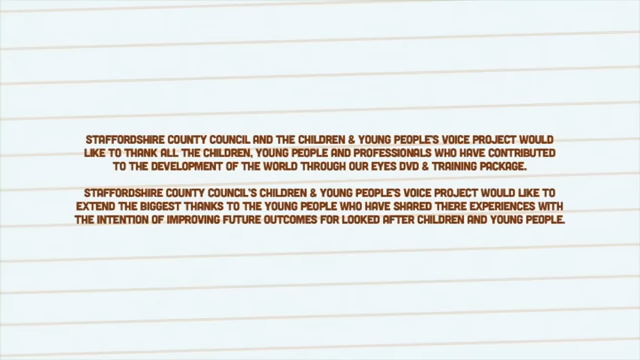 STAFFORDSHIRE COUNTY COUNCIL AND THE CHILDREN & YOUNG PEOPLE'S VOICE PROJECT WOULD
LIKE TO THANK ALL THE CHILDREN, YOUNG PEOPLE AND PROFESSIONALS WHO HAVE CONTRIBUTED
TO THE DEVELOPMENT OF THE WORLD THROUGH OUR EYES DVD & TRAINING PACKAGE.
STAFFORDSHIRE COUNTY COUNCIL'S CHILDREN & YOUNG PEOPLE'S VOICE PROJECT WOULD LIKE TO
EXTEND THE BIGGEST THANKS TO THE YOUNG PEOPLE WHO HAVE SHARED THERE EXPERIENCES WITH
THE INTENTION OF IMPROVING FUTURE OUTCOMES FOR LOOKED AFTER CHILDREN AND YOUNG PEOPLE.